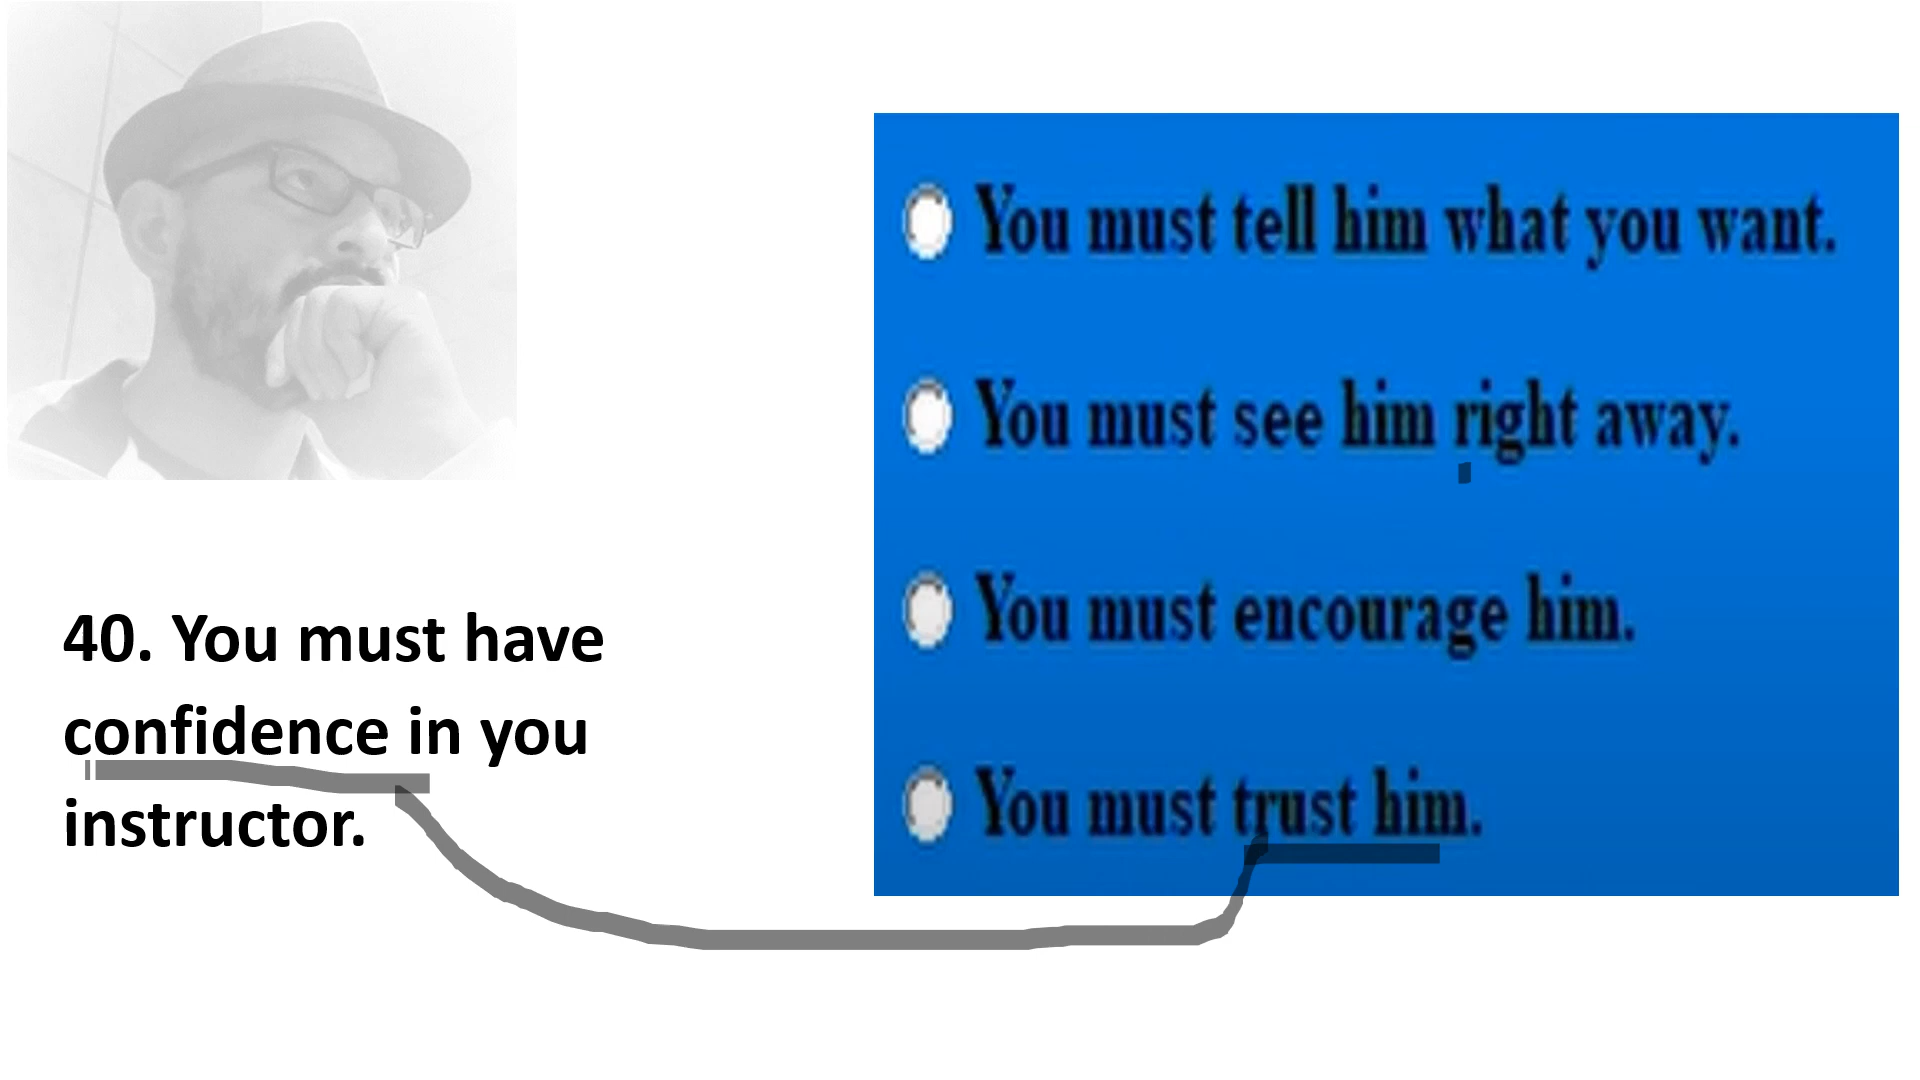 You must tell him what you want.
You must see him right away.
You must encourage him.
You must trust him.
40. You must have
confidence in you
instructor.